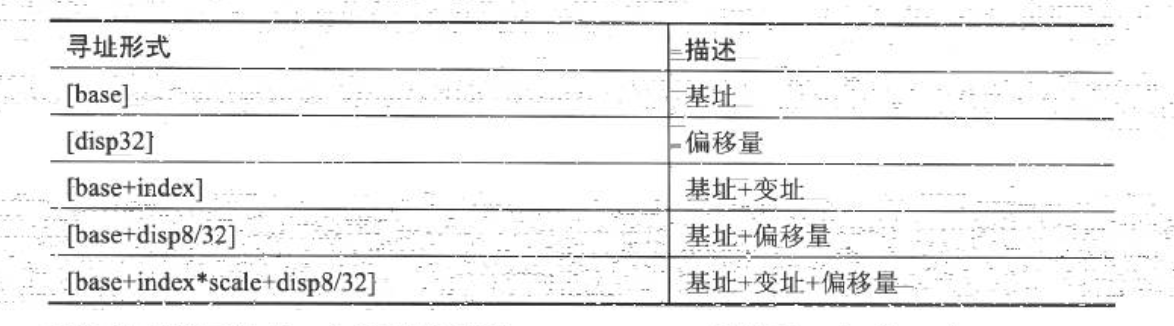 寻址形式 描述
[base] 基址
[disp32] 偏移量
[base+index] 基址+变址
[base+disp8/32] 基址+偏移量
[base+index*scale+disp8/32] 基址+变址+偏移量